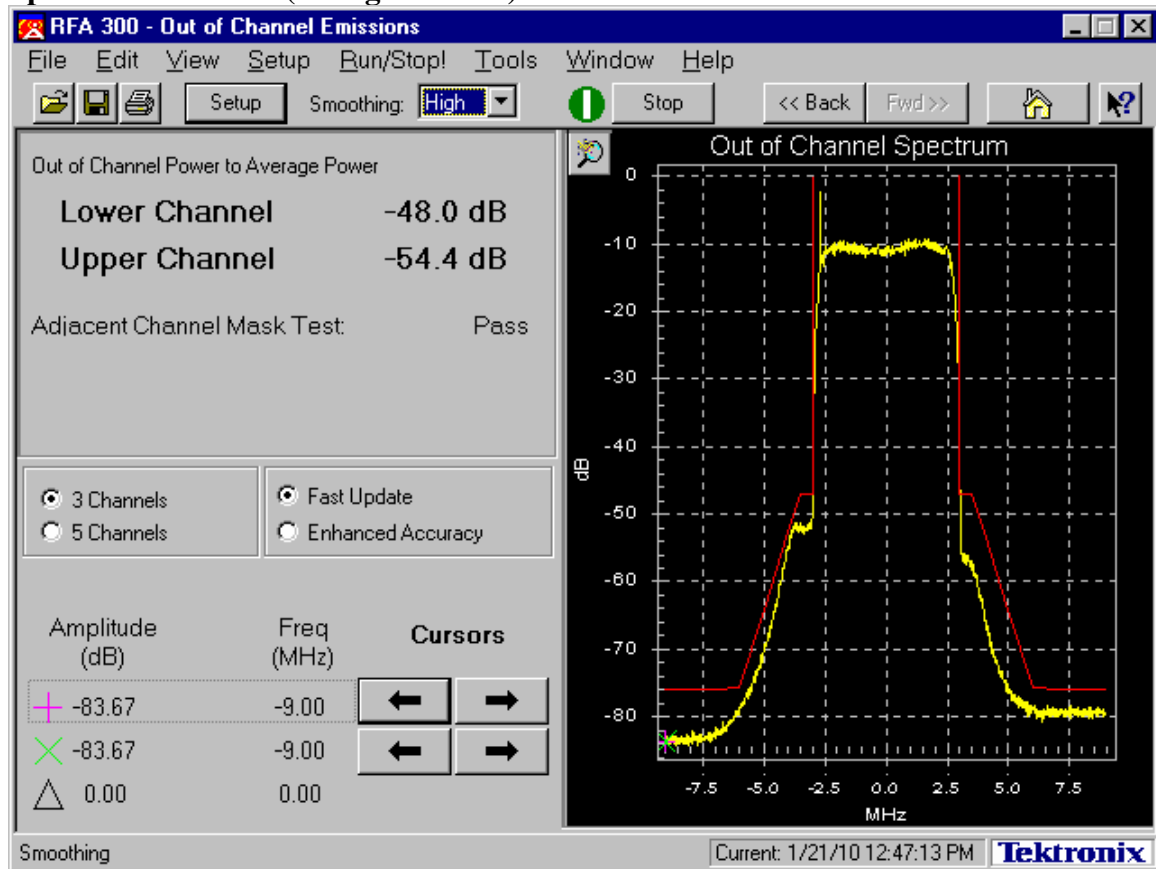 RFA 300 - Out of Channel Emissions
File Edit View Setup Run/Stop! Tools Window Help
Setup Smoothing: High Stop << Back Fwd >>
Out of Channel Power to Average Power
Lower Channel -48.0 dB
Upper Channel -54.4 dB
Adjacent Channel Mask Test: Pass
3 Channels
5 Channels
Fast Update
Enhanced Accuracy
Amplitude (dB) Freq (MHz) Cursors
-83.67 -9.00
-83.67 -9.00
0.00 0.00
Out of Channel Spectrum
0
-10
-20
-30
-40
-50
-60
-70
-80
dB
-7.5 -5.0 -2.5 0.0 2.5 5.0 7.5
MHz
Smoothing
Current: 1/21/10 12:47:13 PM
Tektronix